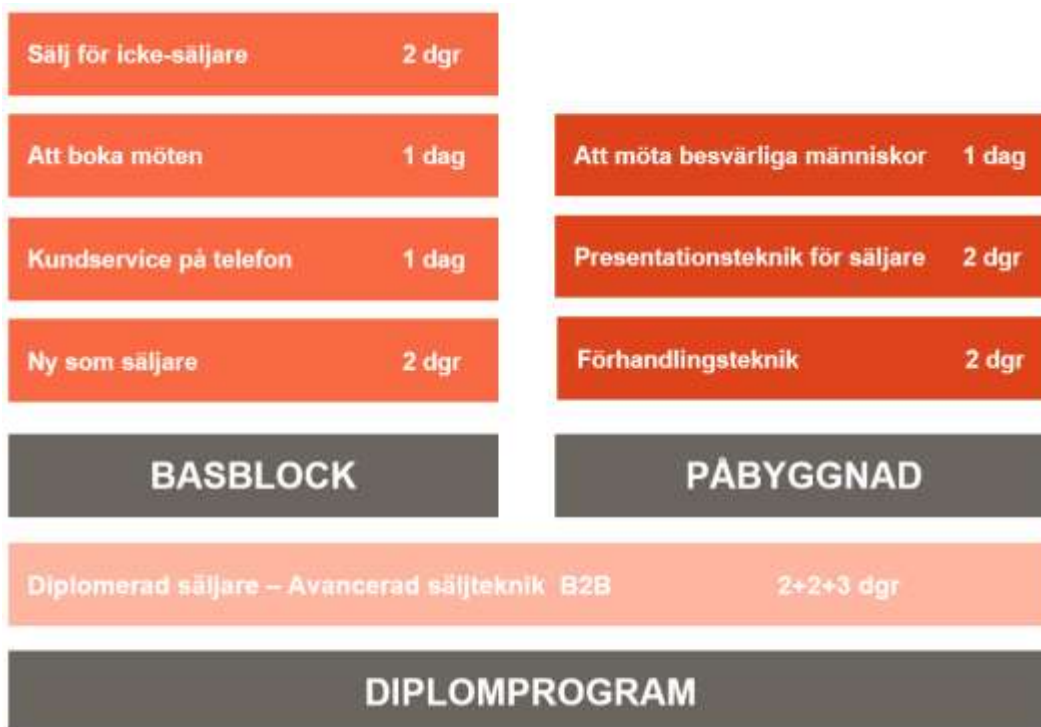 Sälj för icke-säljare 2 dgr
Att boka möten 1 dag
Kundservice på telefon 1 dag
Ny som säljare 2 dgr
BASBLOCK
Att möta besvärliga människor 1 dag
Presentationsteknik för säljare 2 dgr
Förhandlingsteknik 2 dgr
PÅBYGGNAD
Diplomerad säljare – Avancerad säljteknik B2B 2+2+3 dgr
DIPLOMPROGRAM